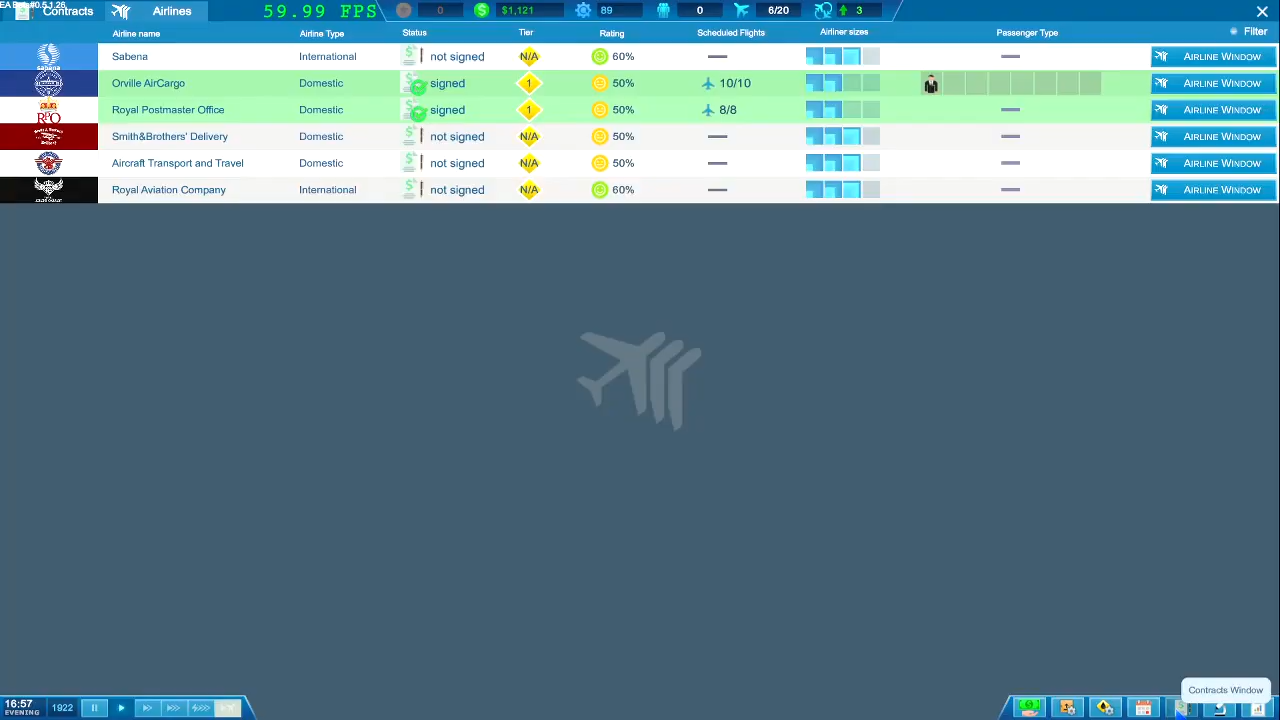 Contracts Airlines 59.99 FPS 0 $1,121 89 0 6/20 3
Airline name Airline Type Status Tier Rating Scheduled Flights Airliner sizes Passenger Type Filter
Sabena International not signed N/A 60% AIRLINE WINDOW
Orville AirCargo Domestic signed 1 50% 10/10 AIRLINE WINDOW
Royal Postmaster Office Domestic signed 1 50% 8/8 AIRLINE WINDOW
Smith&Brothers' Delivery Domestic not signed N/A 50% AIRLINE WINDOW
Aircraft Transport and Travel Domestic not signed N/A 50% AIRLINE WINDOW
Royal Aviation Company International not signed N/A 60% AIRLINE WINDOW
Contracts Window
16:57 1922
EVENING